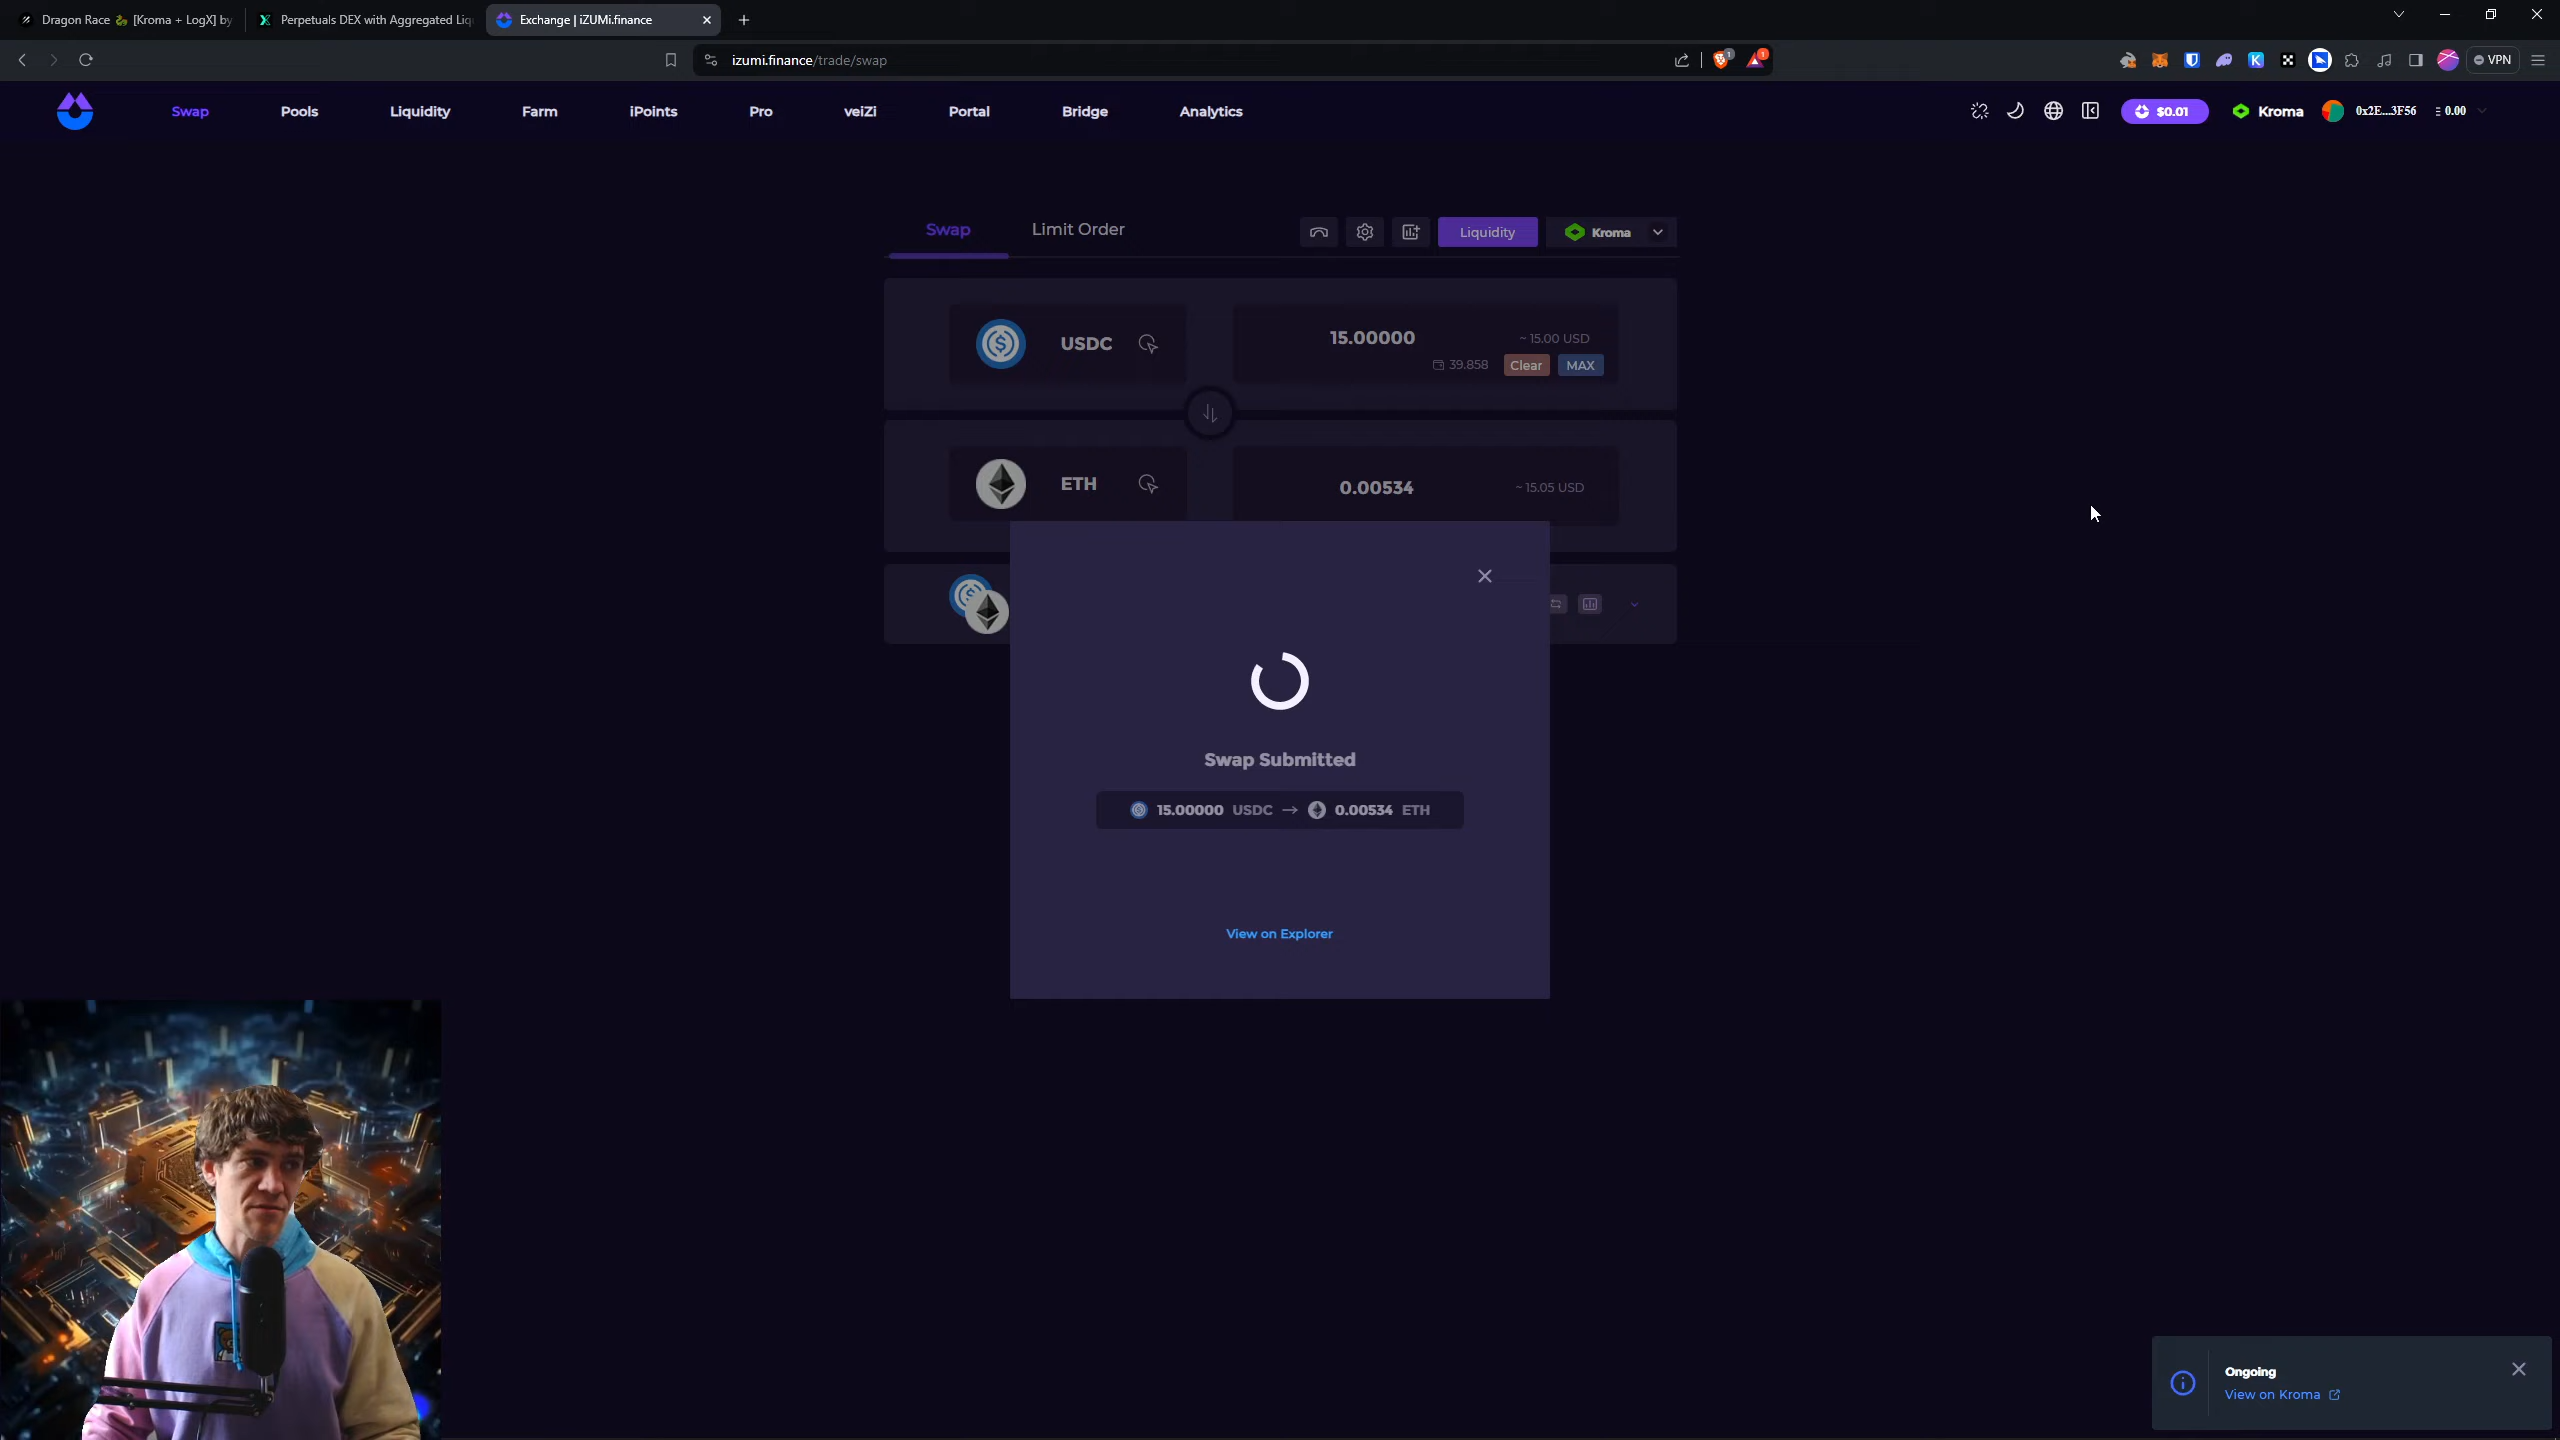 Dragon Race 🐉 [Kroma + LogX] by
Perpetuals DEX with Aggregated Liq
Exchange | iZUMi.finance
izumi.finance/trade/swap
1
1
VPN
Swap
Pools
Liquidity
Farm
iPoints
Pro
veiZi
Portal
Bridge
Analytics
$0.01
Kroma
0x2E...3F56
0.00
Swap
Limit Order
Liquidity
Kroma
USDC
15.00000
~ 15.00 USD
39.858
Clear
MAX
ETH
0.00534
~ 15.05 USD
Swap Submitted
15.00000 USDC → 0.00534 ETH
View on Explorer
Ongoing
View on Kroma